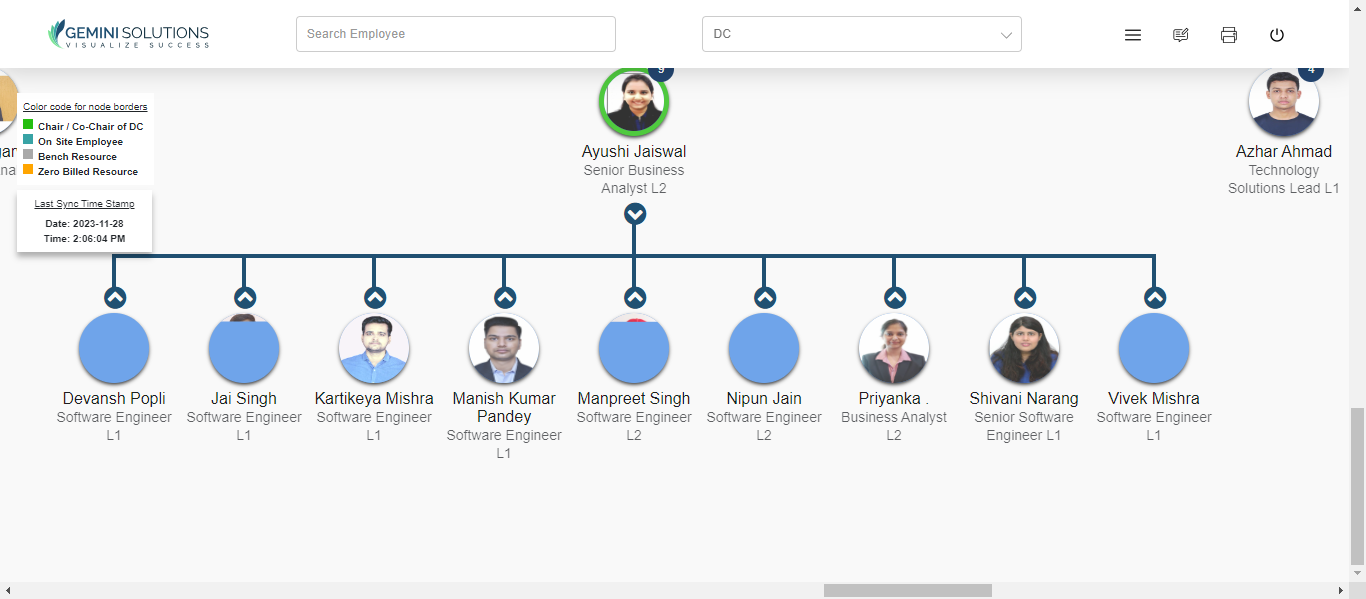 GEMINI SOLUTIONS
VISUALIZE SUCCESS
Search Employee
DC
9
4
Color code for node borders
Chair / Co-Chair of DC
On Site Employee
Bench Resource
Zero Billed Resource
Last Sync Time Stamp
Date: 2023-11-28
Time: 2:06:04 PM
Ayushi Jaiswal
Senior Business
Analyst L2
Azhar Ahmad
Technology
Solutions Lead L1
Devansh Popli
Software Engineer
L1
Jai Singh
Software Engineer
L1
Kartikeya Mishra
Software Engineer
L1
Manish Kumar
Pandey
Software Engineer
L1
Manpreet Singh
Software Engineer
L2
Nipun Jain
Software Engineer
L2
Priyanka .
Business Analyst
L2
Shivani Narang
Senior Software
Engineer L1
Vivek Mishra
Software Engineer
L1